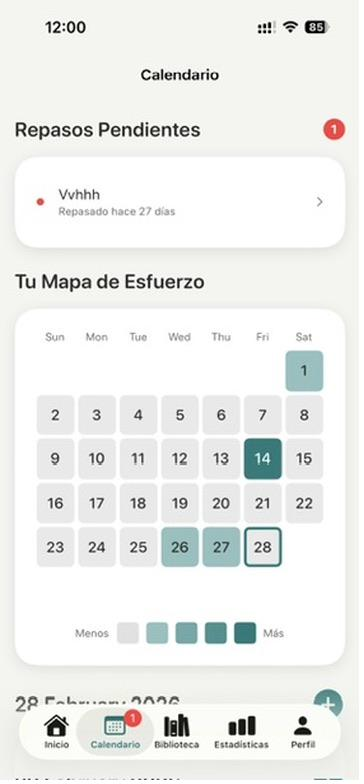 12:00
85
Calendario
Repasos Pendientes
1
Vvhhh
Repasado hace 27 días
Tu Mapa de Esfuerzo
Sun Mon Tue Wed Thu Fri Sat
1
2 3 4 5 6 7 8
9 10 11 12 13 14 15
16 17 18 19 20 21 22
23 24 25 26 27 28
Menos Más
28 February 2026
1
Inicio Calendario Biblioteca Estadísticas Perfil